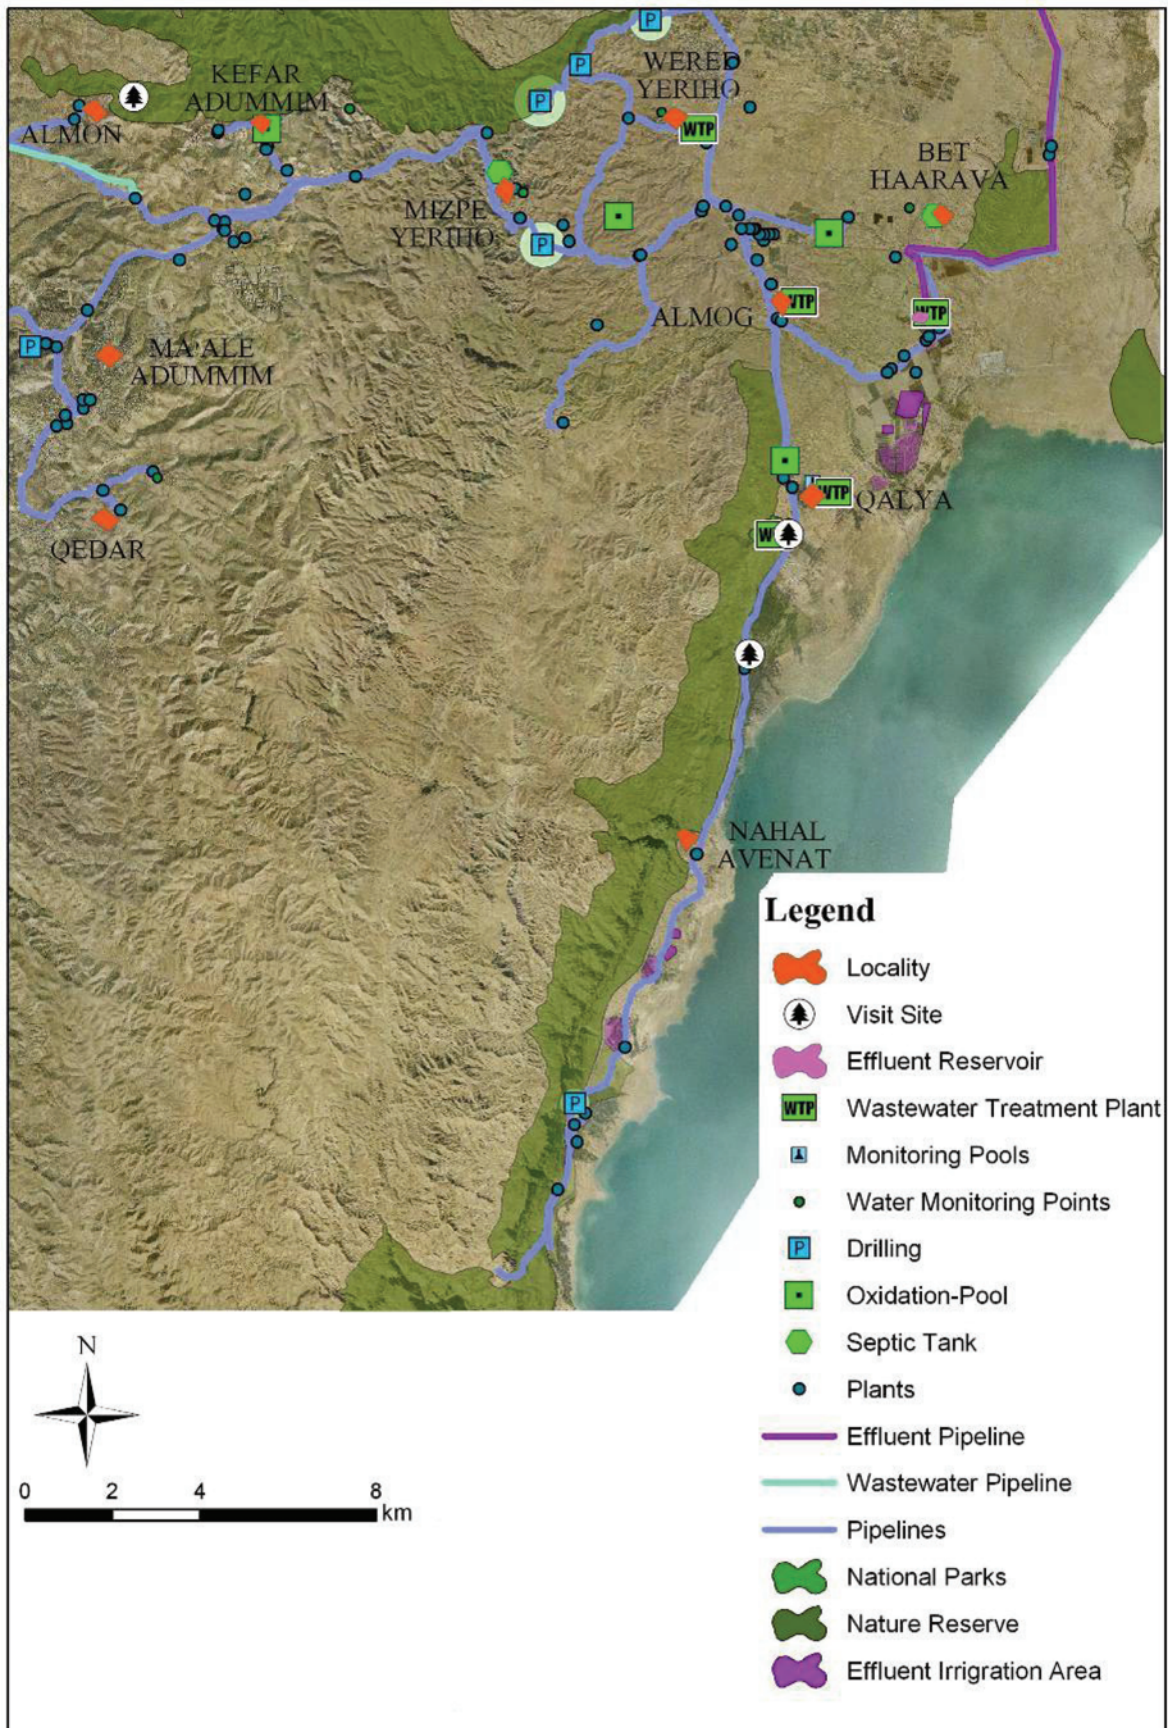 WERED
YERIHO
KEFAR
ADUMMIM
ALMON
WTP
BET
HAARAVA
MIZPE
YERIHO
WTP
WTP
ALMOG
MA'ALE
ADUMMIM
WTP
QALYA
QEDAR
W
NAHAL
AVENAT
P
P
P
P
P
P
Legend
Locality
Visit Site
Effluent Reservoir
WTP Wastewater Treatment Plant
Monitoring Pools
Water Monitoring Points
P Drilling
Oxidation-Pool
Septic Tank
Plants
Effluent Pipeline
Wastewater Pipeline
Pipelines
National Parks
Nature Reserve
Effluent Irrigration Area
N
0 2 4 8
km